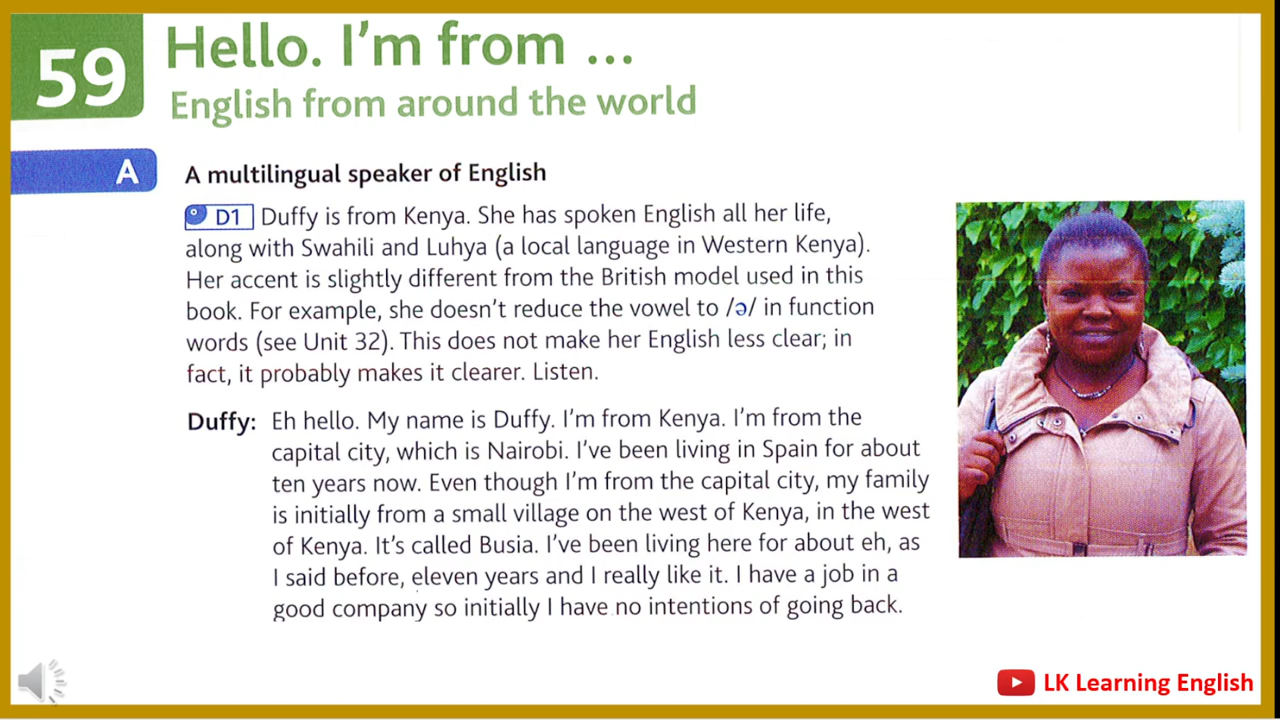 59
Hello. I'm from ...
English from around the world
A
A multilingual speaker of English
D1 Duffy is from Kenya. She has spoken English all her life,
along with Swahili and Luhya (a local language in Western Kenya).
Her accent is slightly different from the British model used in this
book. For example, she doesn't reduce the vowel to /ə/ in function
words (see Unit 32). This does not make her English less clear; in
fact, it probably makes it clearer. Listen.
Duffy: Eh hello. My name is Duffy. I'm from Kenya. I'm from the
capital city, which is Nairobi. I've been living in Spain for about
ten years now. Even though I'm from the capital city, my family
is initially from a small village on the west of Kenya, in the west
of Kenya. It's called Busia. I've been living here for about eh, as
I said before, eleven years and I really like it. I have a job in a
good company so initially I have no intentions of going back.
LK Learning English